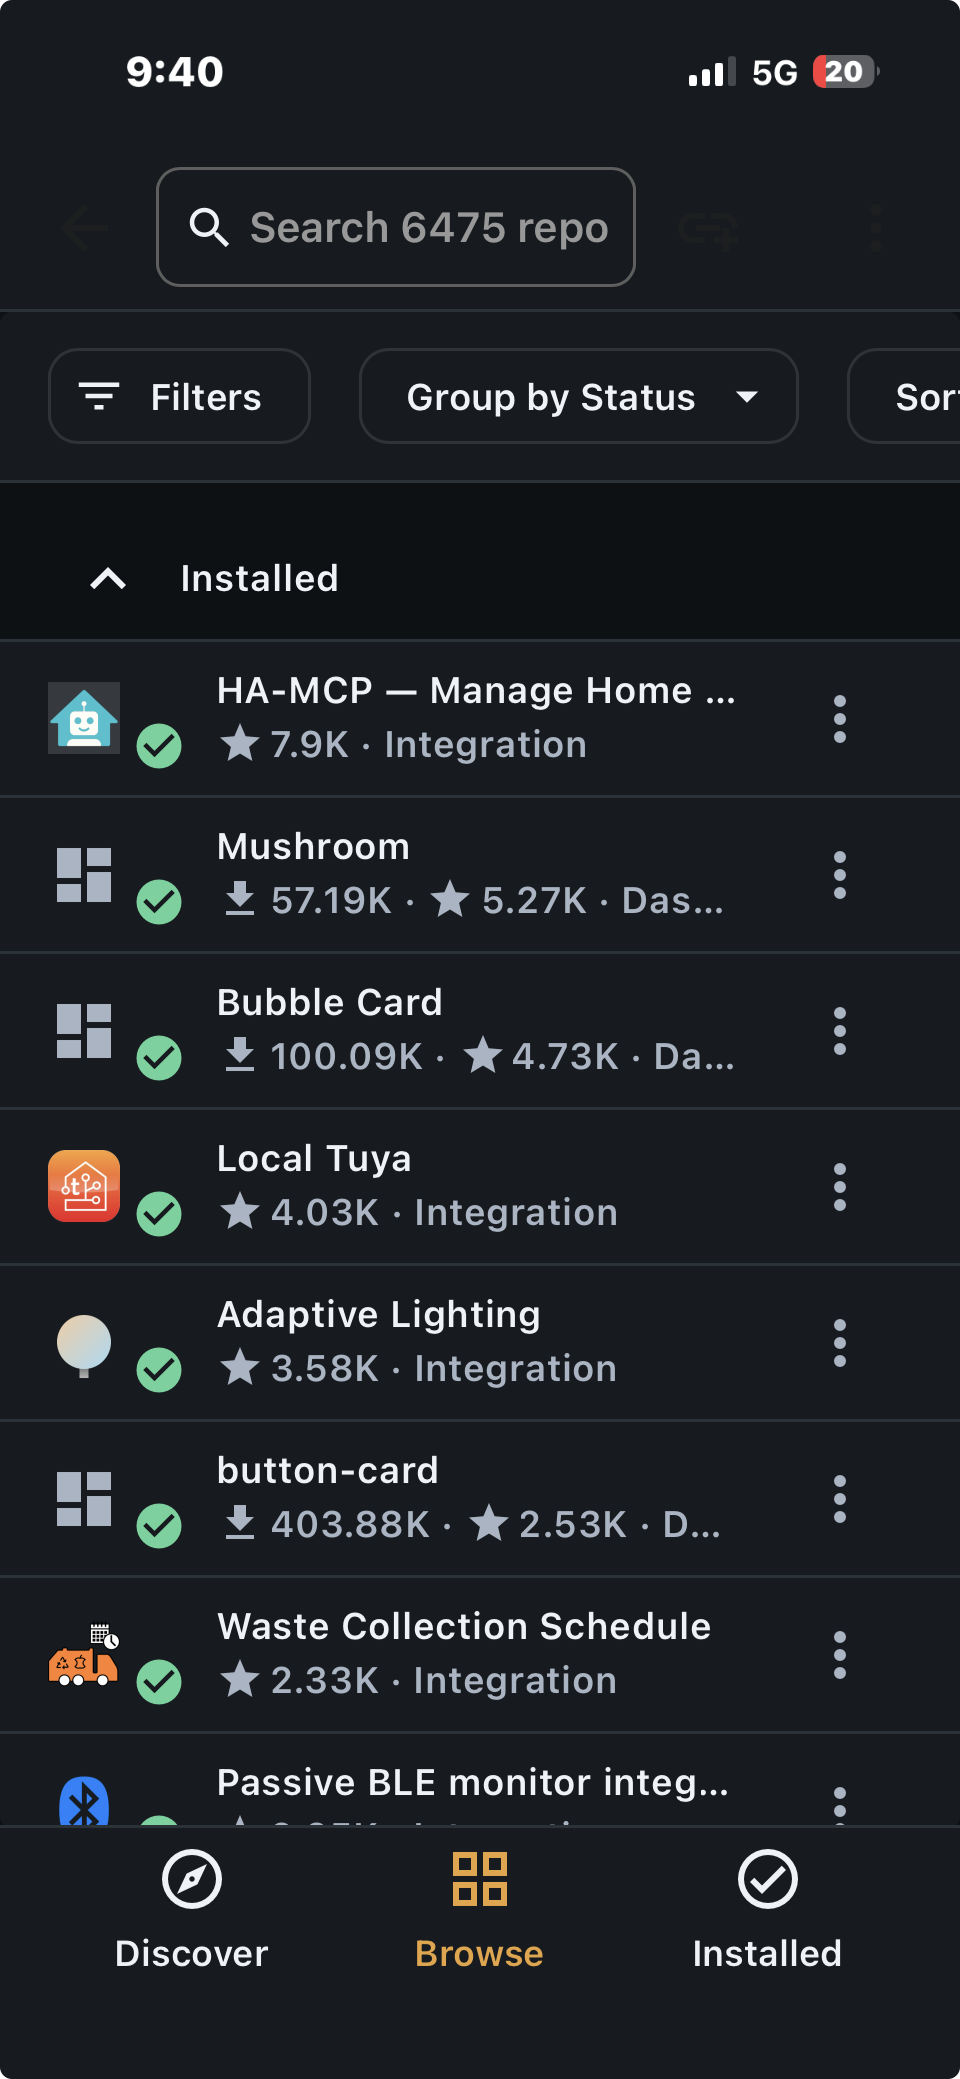 9:40
5G 20
Search 6475 repo
Filters
Group by Status
Installed
HA-MCP — Manage Home ...
7.9K · Integration
Mushroom
57.19K · 5.27K · Das...
Bubble Card
100.09K · 4.73K · Da...
Local Tuya
4.03K · Integration
Adaptive Lighting
3.58K · Integration
button-card
403.88K · 2.53K · D...
Waste Collection Schedule
2.33K · Integration
Passive BLE monitor integ...
Discover
Browse
Installed